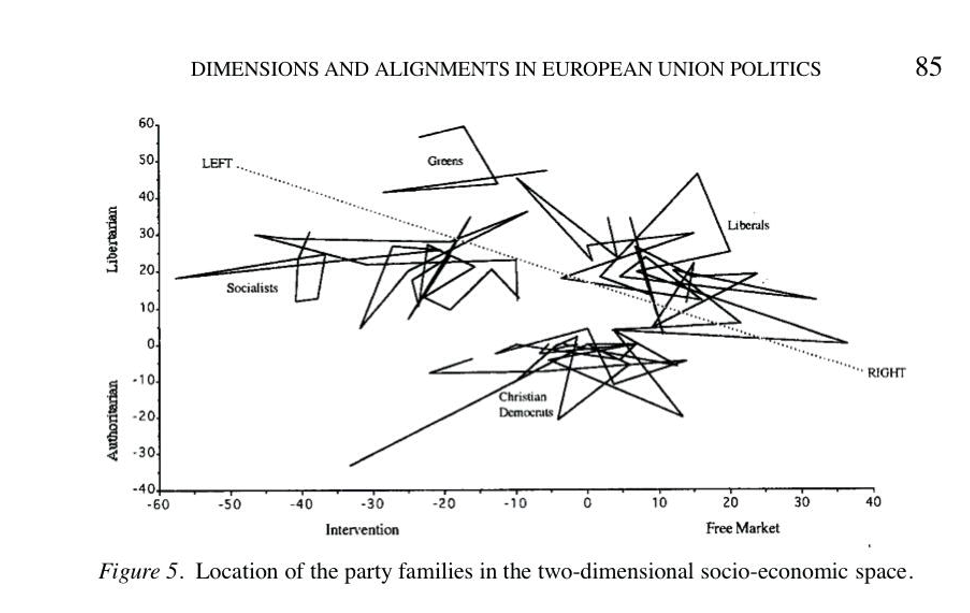 DIMENSIONS AND ALIGNMENTS IN EUROPEAN UNION POLITICS 85
60
50
LEFT
Greens
40
Libertarian
30
Liberals
20
Socialists
10
0
RIGHT
-10
Authoritarian
Christian
Democrats
-20
-30
-40
-60 -50 -40 -30 -20 -10 0 10 20 30 40
Intervention Free Market
Figure 5. Location of the party families in the two-dimensional socio-economic space.